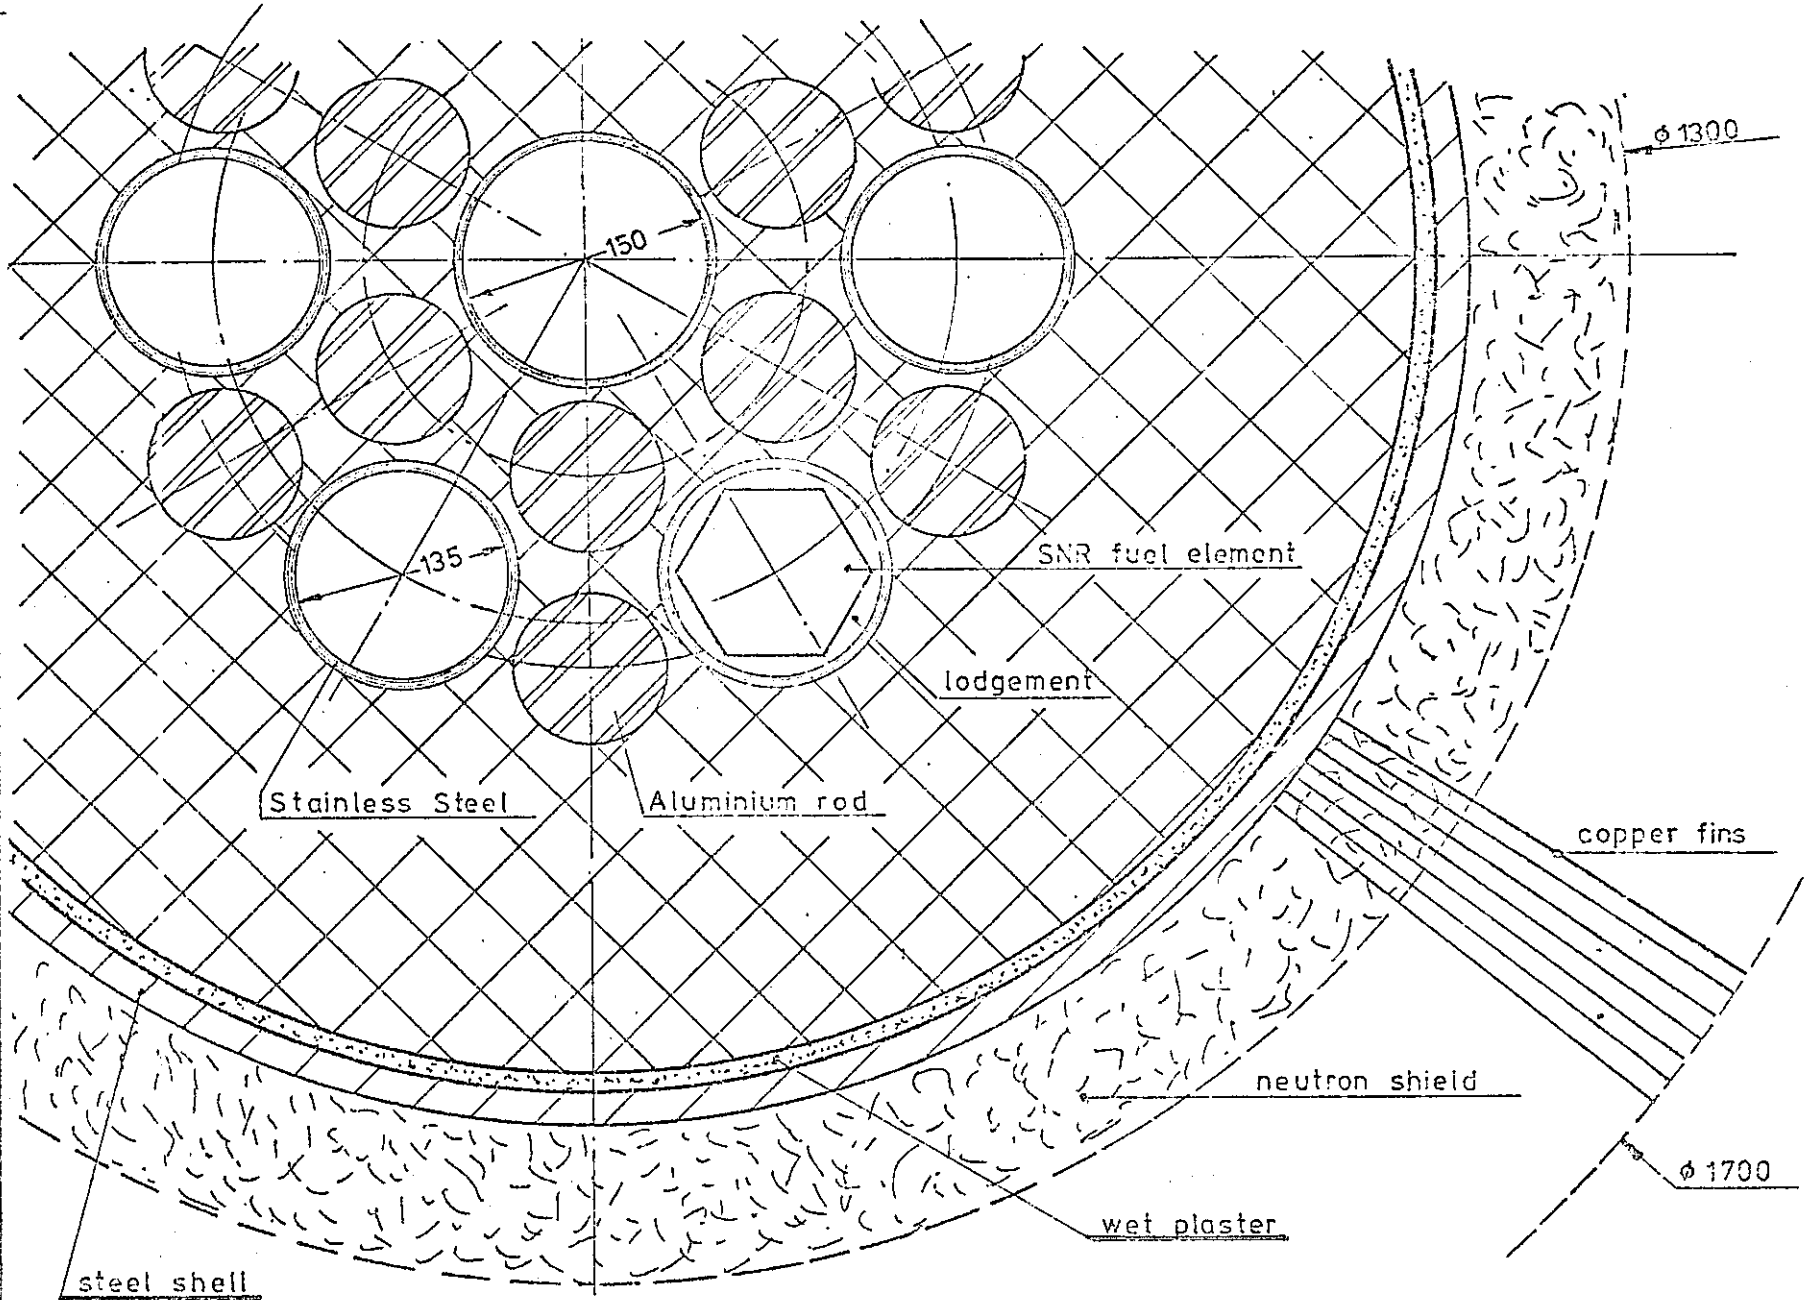 ϕ 1300
150
SNR fuel element
135
lodgement
Stainless Steel
Aluminium rod
copper fins
neutron shield
ϕ 1700
wet plaster
steel shell